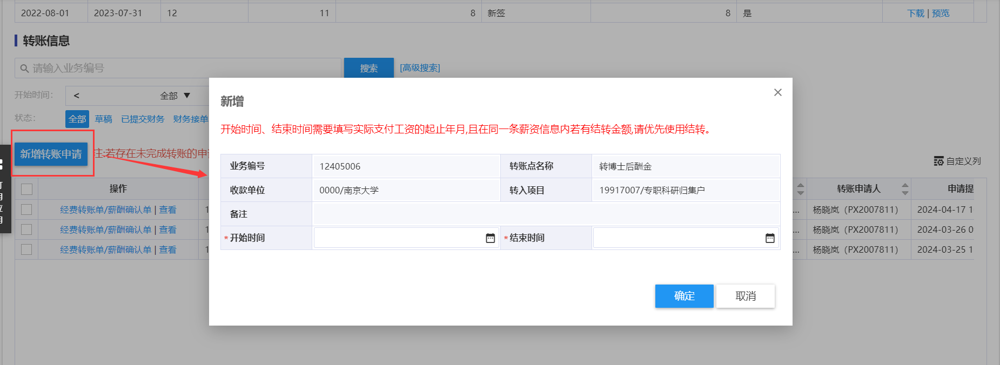 2022-08-01 2023-07-31 12 11 8 新签 8 是 下载 | 预览
转账信息
请输入业务编号 搜索 [高级搜索]
开始时间: < 全部 ▼
状态: 全部 草稿 已提交财务 财务接单
新增转账申请 注:若存在未完成转账的申
自定义列
操作 转账申请人 申请提
经费转账单/薪酬确认单 | 查看 1 ... 杨晓岚（PX2007811） 2024-04-17 1
经费转账单/薪酬确认单 | 查看 1 ... 杨晓岚（PX2007811） 2024-03-26 0
经费转账单/薪酬确认单 | 查看 1 ... 杨晓岚（PX2007811） 2024-03-25 1
新增
开始时间、结束时间需要填写实际支付工资的起止年月,且在同一条薪资信息内若有结转金额,请优先使用结转。
业务编号 12405006 转账点名称 转博士后酬金
收款单位 0000/南京大学 转入项目 19917007/专职科研归集户
备注
*开始时间 *结束时间
确定 取消